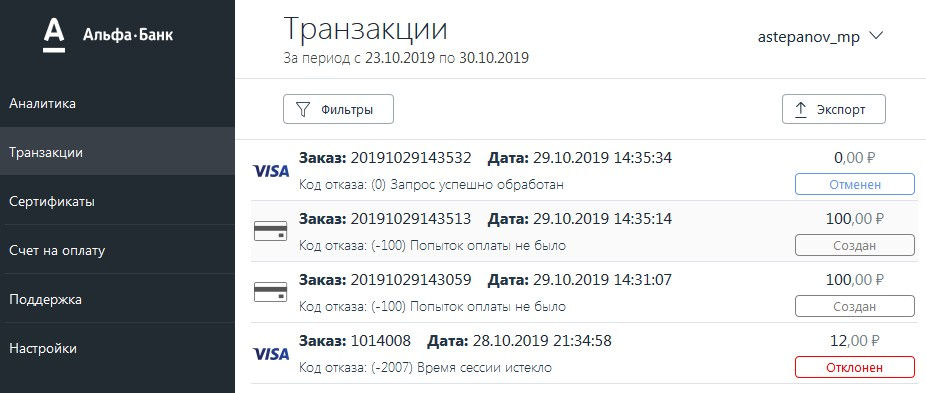 Альфа·Банк
Аналитика
Транзакции
Сертификаты
Счет на оплату
Поддержка
Настройки
Транзакции
За период с 23.10.2019 по 30.10.2019
astepanov_mp
Фильтры
Экспорт
VISA
Заказ: 20191029143532 Дата: 29.10.2019 14:35:34
0,00 ₽
Код отказа: (0) Запрос успешно обработан
Отменен
Заказ: 20191029143513 Дата: 29.10.2019 14:35:14
100,00 ₽
Код отказа: (-100) Попыток оплаты не было
Создан
Заказ: 20191029143059 Дата: 29.10.2019 14:31:07
100,00 ₽
Код отказа: (-100) Попыток оплаты не было
Создан
VISA
Заказ: 1014008 Дата: 28.10.2019 21:34:58
12,00 ₽
Код отказа: (-2007) Время сессии истекло
Отклонен